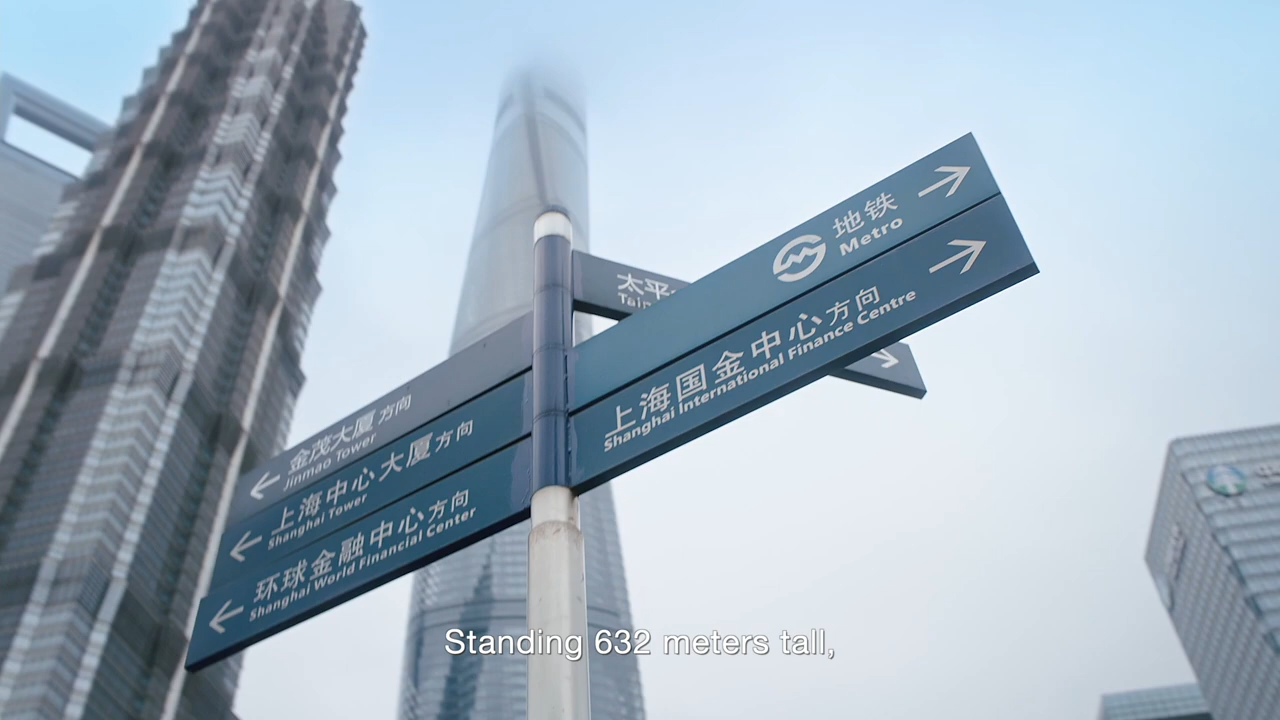 地铁
Metro
太平
上海国金中心方向
Shanghai International Finance Centre
金茂大厦方向
Jinmao Tower
上海中心大厦方向
Shanghai Tower
环球金融中心方向
Shanghai World Financial Center
Standing 632 meters tall,